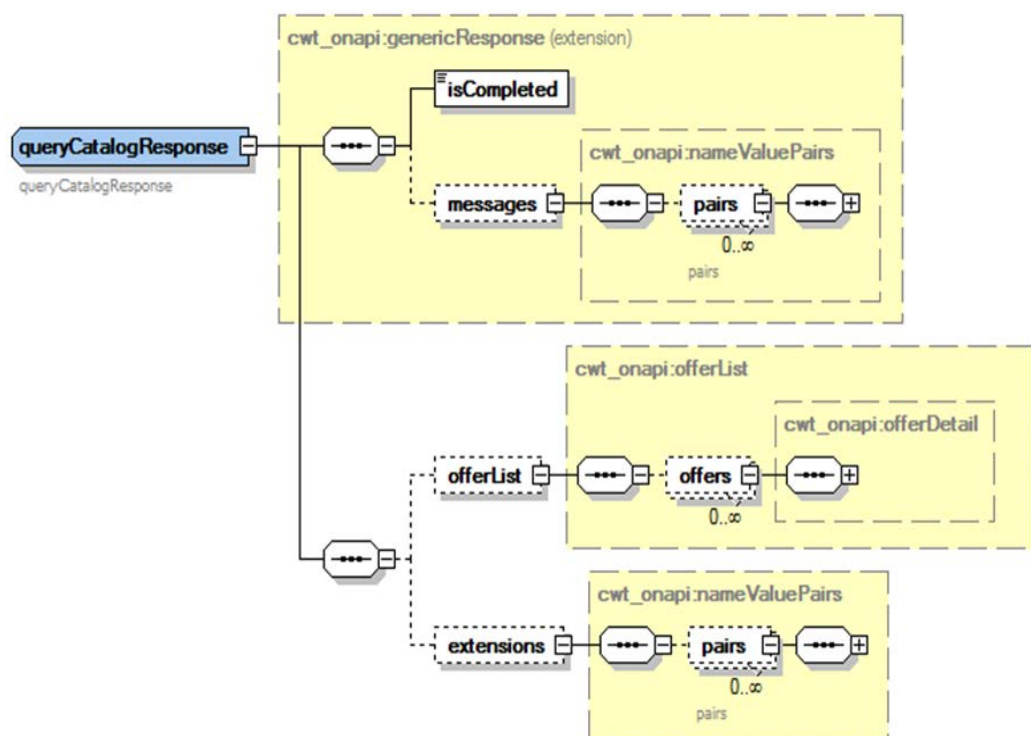 cwt_onapi:genericResponse (extension)
isCompleted
queryCatalogResponse
queryCatalogResponse
cwt_onapi:nameValuePairs
messages
pairs
0..∞
pairs
cwt_onapi:offerList
cwt_onapi:offerDetail
offerList
offers
0..∞
cwt_onapi:nameValuePairs
extensions
pairs
0..∞
pairs